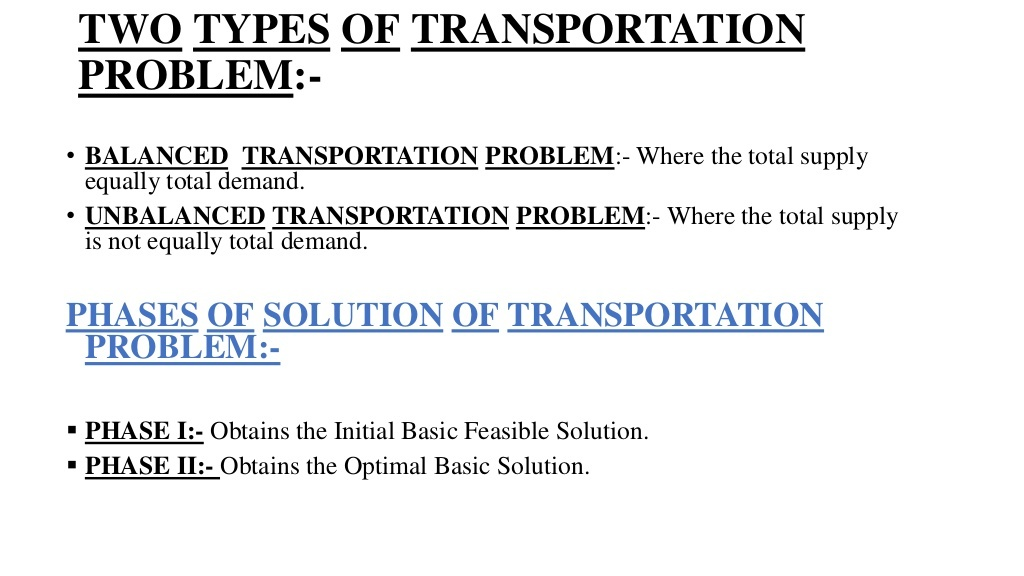 TWO TYPES OF TRANSPORTATION
PROBLEM:-
• BALANCED TRANSPORTATION PROBLEM:- Where the total supply
equally total demand.
• UNBALANCED TRANSPORTATION PROBLEM:- Where the total supply
is not equally total demand.
PHASES OF SOLUTION OF TRANSPORTATION
PROBLEM:-
▪ PHASE I:- Obtains the Initial Basic Feasible Solution.
▪ PHASE II:- Obtains the Optimal Basic Solution.